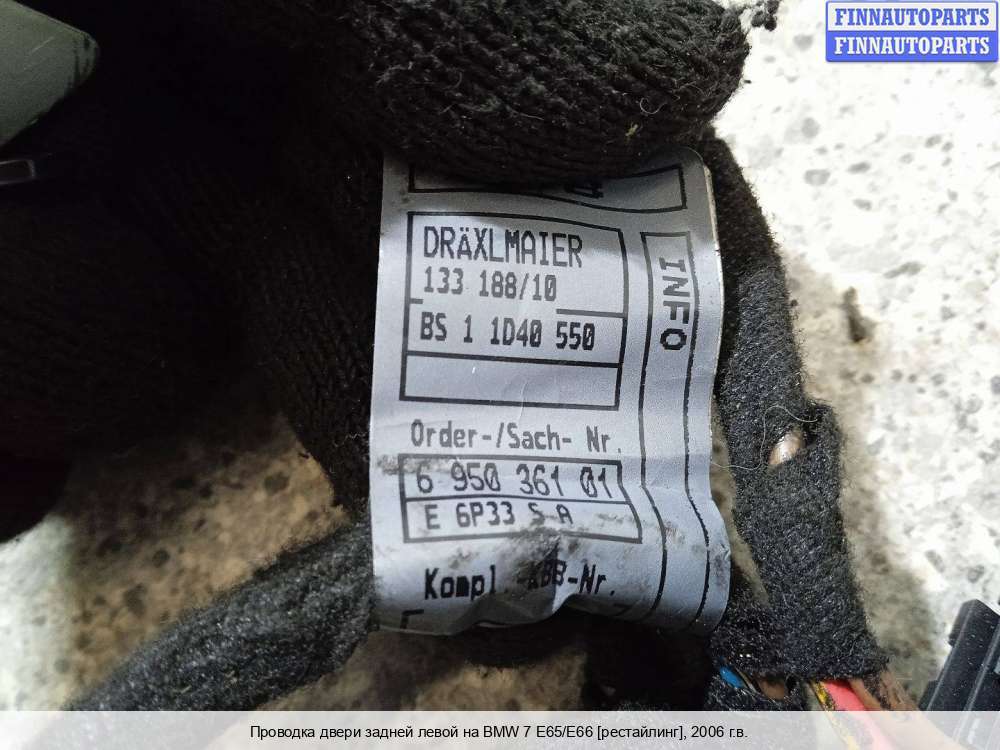 FINNAUTOPARTS
FINNAUTOPARTS
DRÄXLMAIER
133 188/10
BS 1 1D40 550
INFO
Order-/Sach- Nr.
6 950 361 01
E 6P33 S A
Kompl. -Nr.
Проводка двери задней левой на BMW 7 E65/E66 [рестайлинг], 2006 г.в.